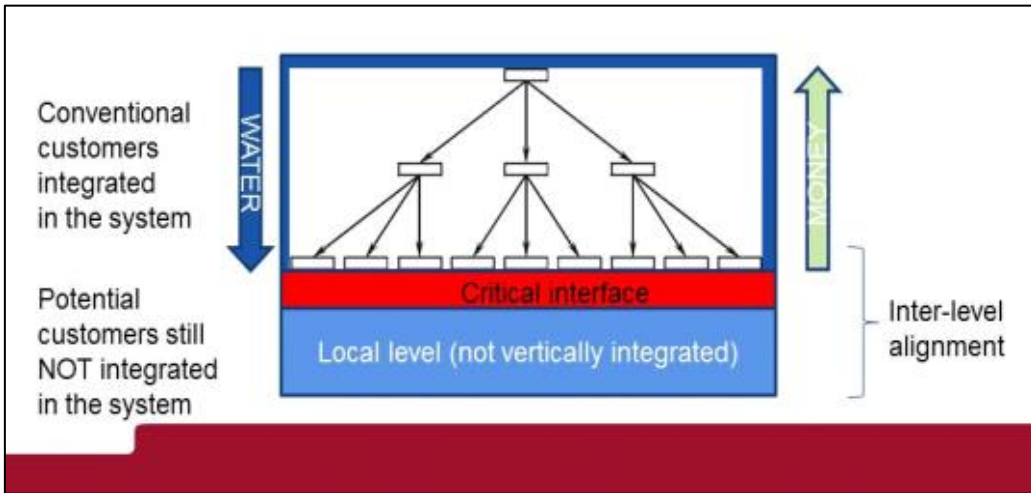 Conventional
customers
integrated
in the system
WATER
MONEY
Critical interface
Potential
customers still
NOT integrated
in the system
Local level (not vertically integrated)
Inter-level
alignment